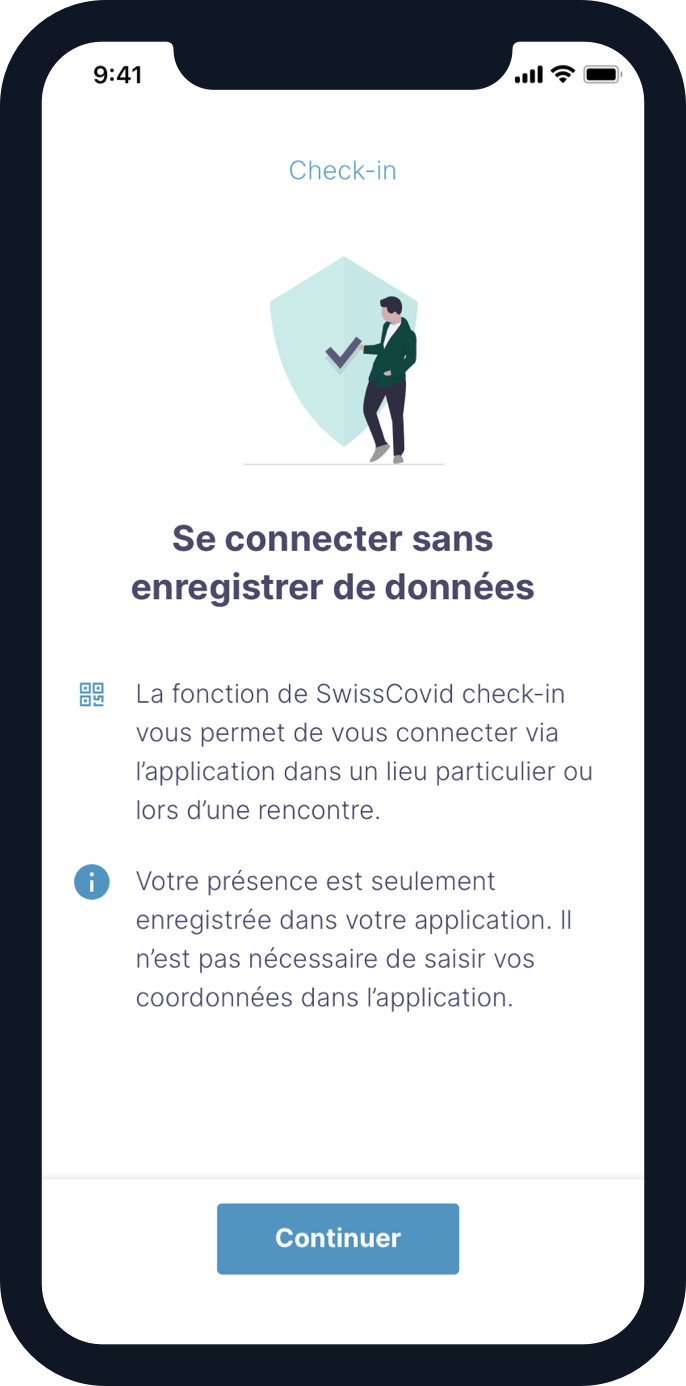 9:41
Check-in
Se connecter sans
enregistrer de données
La fonction de SwissCovid check-in
vous permet de vous connecter via
l’application dans un lieu particulier ou
lors d’une rencontre.
Votre présence est seulement
enregistrée dans votre application. Il
n’est pas nécessaire de saisir vos
coordonnées dans l’application.
Continuer